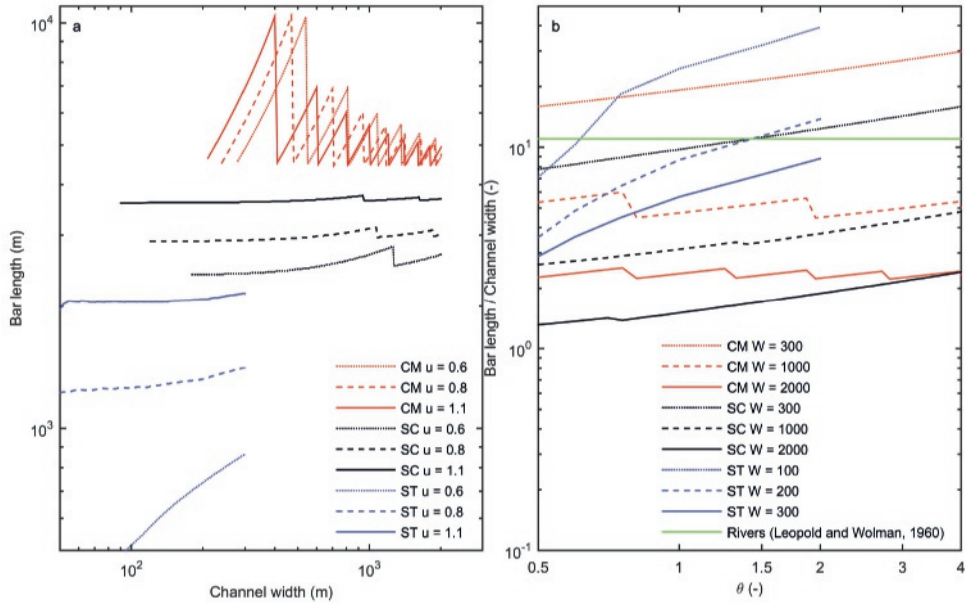 a
10^4
10^3
Bar length (m)
10^2
10^3
Channel width (m)
CM u = 0.6
CM u = 0.8
CM u = 1.1
SC u = 0.6
SC u = 0.8
SC u = 1.1
ST u = 0.6
ST u = 0.8
ST u = 1.1
b
10^1
10^0
10^-1
Bar length / Channel width (-)
0.5
1
1.5
2
3
4
θ (-)
CM W = 300
CM W = 1000
CM W = 2000
SC W = 300
SC W = 1000
SC W = 2000
ST W = 100
ST W = 200
ST W = 300
Rivers (Leopold and Wolman, 1960)